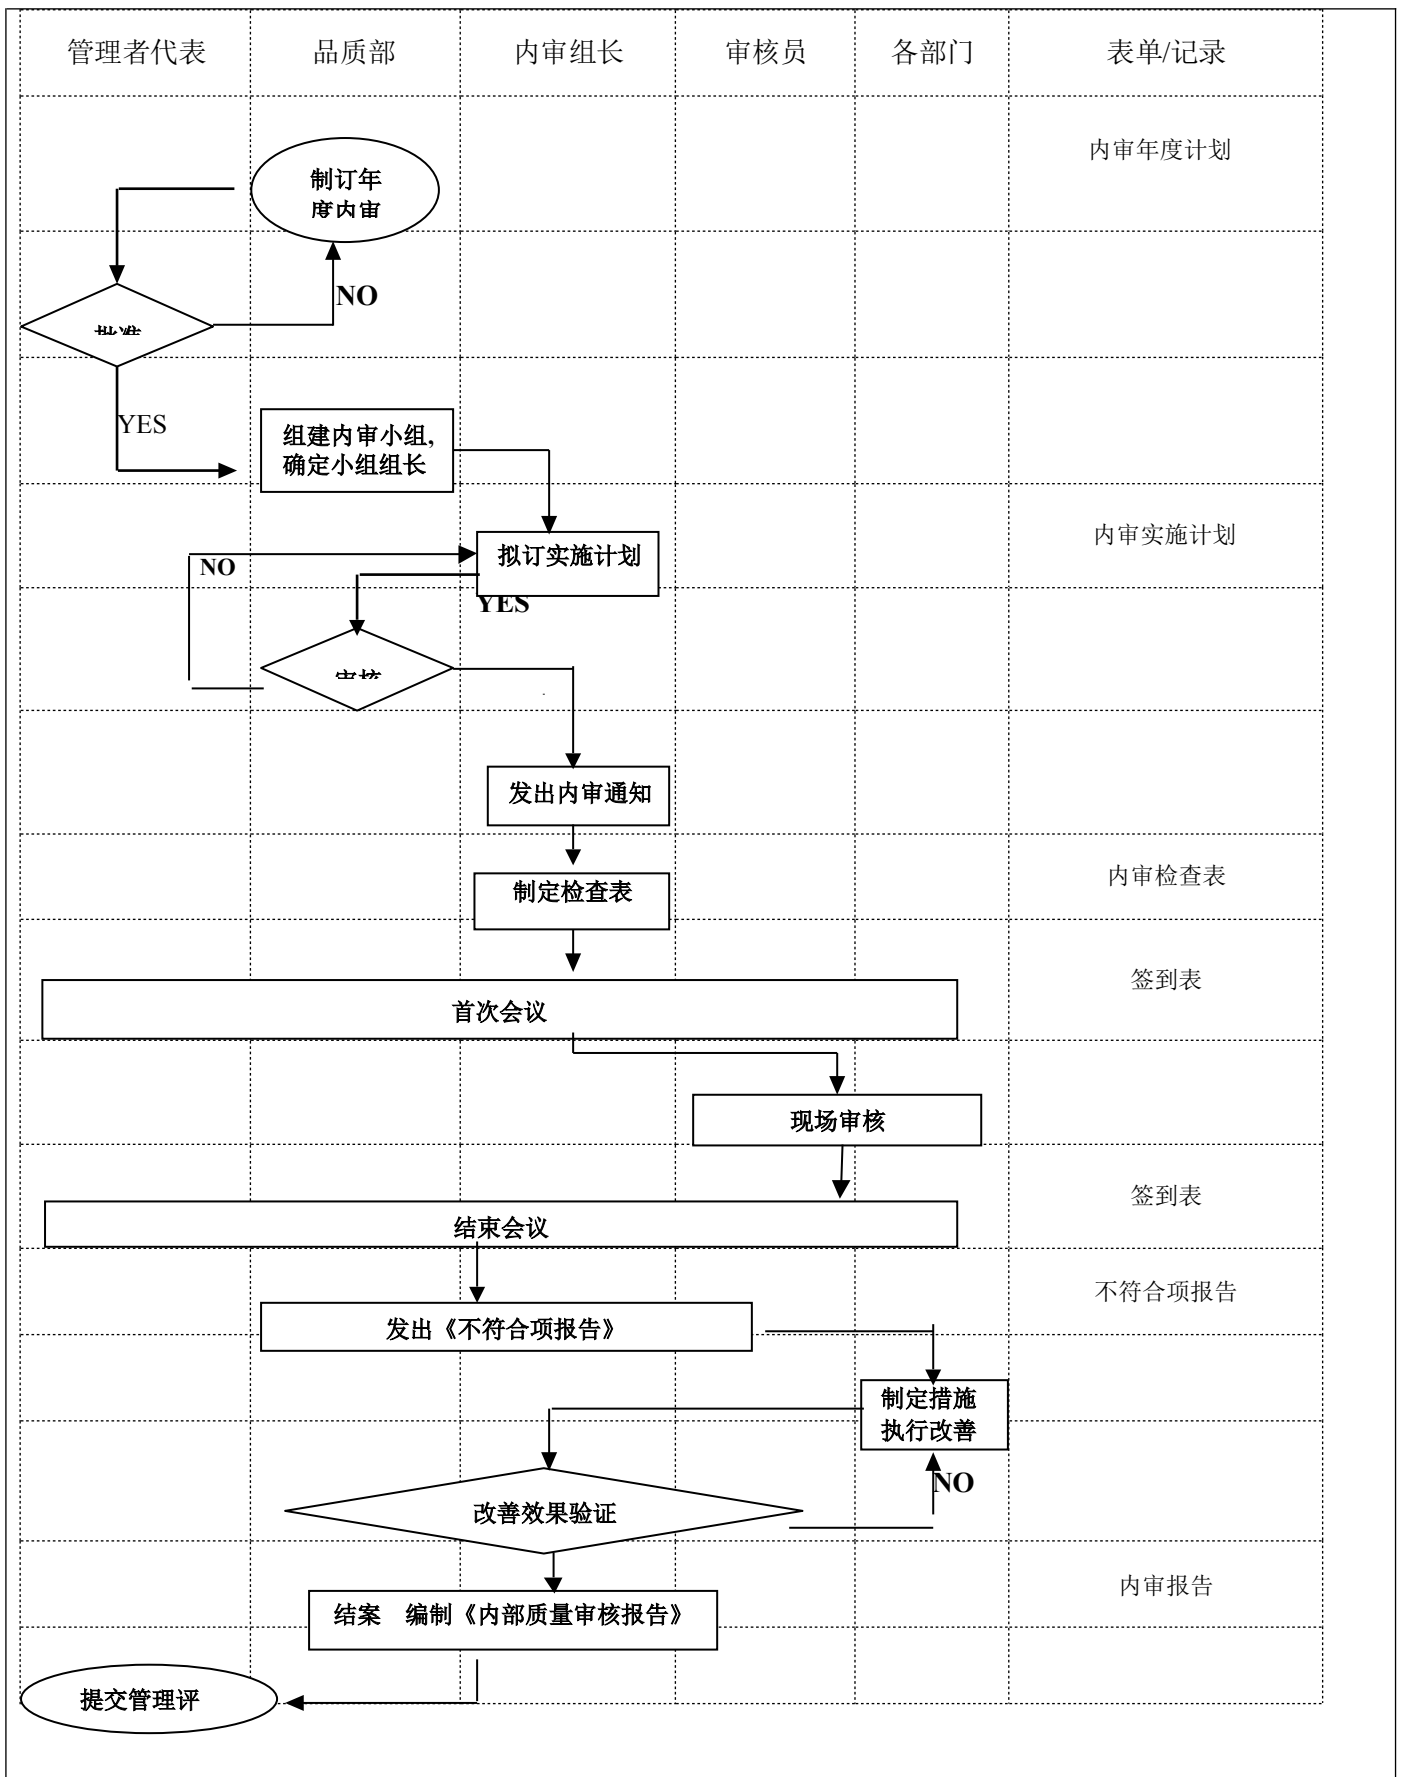 管理者代表 品质部 内审组长 审核员 各部门 表单/记录
内审年度计划
制订年
度内审
NO
批准
YES
组建内审小组,
确定小组组长
内审实施计划
拟订实施计划
NO
YES
审核
发出内审通知
内审检查表
制定检查表
签到表
首次会议
现场审核
签到表
结束会议
不符合项报告
发出《不符合项报告》
制定措施
执行改善
NO
改善效果验证
内审报告
结案 编制《内部质量审核报告》
提交管理评